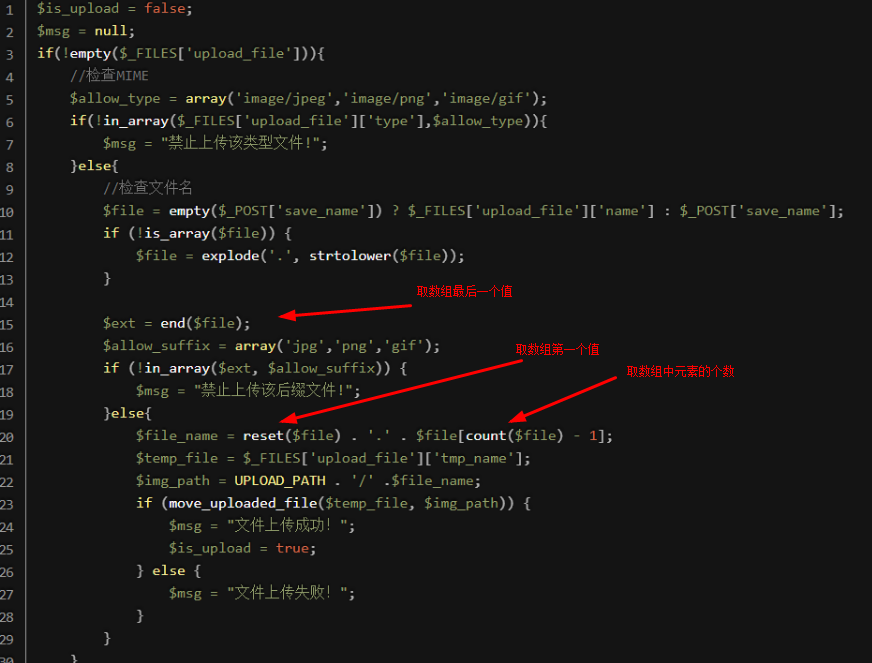 1 $is_upload = false;
2 $msg = null;
3 if(!empty($_FILES['upload_file'])){
4 //检查MIME
5 $allow_type = array('image/jpeg','image/png','image/gif');
6 if(!in_array($_FILES['upload_file']['type'],$allow_type)){
7 $msg = "禁止上传该类型文件!";
8 }else{
9 //检查文件名
10 $file = empty($_POST['save_name']) ? $_FILES['upload_file']['name'] : $_POST['save_name'];
11 if (!is_array($file)) {
12 $file = explode('.', strtolower($file));
13 }
取数组最后一个值
14
15 $ext = end($file);
16 $allow_suffix = array('jpg','png','gif');
取数组第一个值
17 if (!in_array($ext, $allow_suffix)) {
取数组中元素的个数
18 $msg = "禁止上传该后缀文件!";
19 }else{
20 $file_name = reset($file) . '.' . $file[count($file) - 1];
21 $temp_file = $_FILES['upload_file']['tmp_name'];
22 $img_path = UPLOAD_PATH . '/' .$file_name;
23 if (move_uploaded_file($temp_file, $img_path)) {
24 $msg = "文件上传成功！";
25 $is_upload = true;
26 } else {
27 $msg = "文件上传失败！";
28 }
29 }
30 }